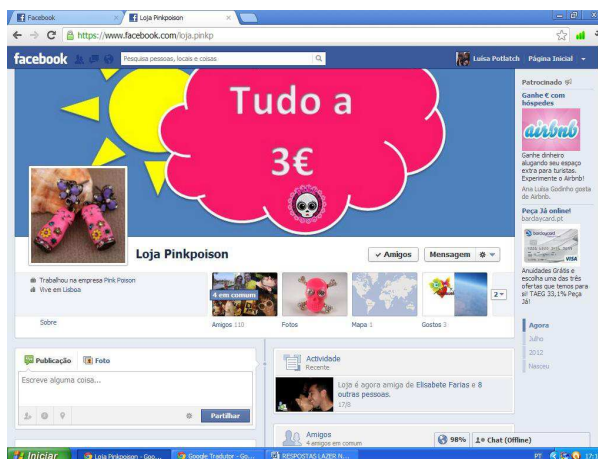 Facebook
Loja Pinkpoison
https://www.facebook.com/loja.pinkp
facebook
Pesquisa pessoas, locais e coisas
Luísa Potlatch
Página Inicial
Tudo a
3€
Loja Pinkpoison
Amigos
Mensagem
Trabalhou na empresa Pink Poison
Vive em Lisboa
Sobre
4 em comum
Amigos 110
Fotos
Mapa 1
Gostos 3
2
Publicação
Foto
Escreve alguma coisa...
Partilhar
Actividade
Recente
Loja é agora amiga de Elisabete Farias e 8
outras pessoas.
17/8
Amigos
4 amigos em comum
Patrocinado
Ganhe € com
hóspedes
airbnb
Ganhe dinheiro
alugando seu espaço
extra para turistas.
Experimente o Airbnb!
Ana Luísa Godinho gosta
de Airbnb.
Peça Já online!
barclaycard.pt
barclaycard
VISA
Anuidades Grátis e
escolha uma das três
ofertas que temos para
si! TAEG 33,1% Peça
Já!
Agora
Julho
2012
Nasceu
98%
Chat (Offline)
Iniciar
Loja Pinkpoison - Goo...
Google Tradutor - Go...
RESPOSTAS LAZER N...
PT